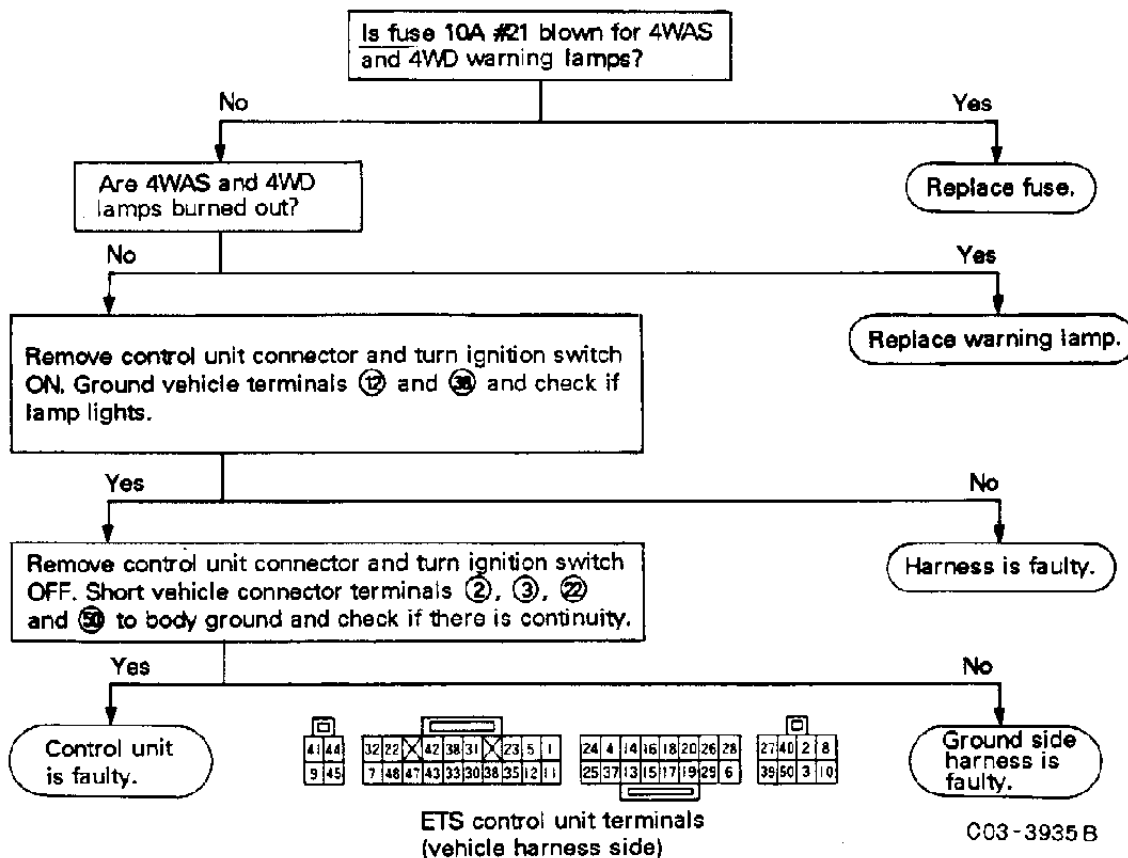 Is fuse 10A #21 blown for 4WAS
and 4WD warning lamps?
No
Yes
Are 4WAS and 4WD
lamps burned out?
Replace fuse.
No
Yes
Remove control unit connector and turn ignition switch
ON. Ground vehicle terminals ⑫ and and check if
lamp lights.
Replace warning lamp.
Yes
No
Remove control unit connector and turn ignition switch
OFF. Short vehicle connector terminals ②, ③, ㉒
and ㊿ to body ground and check if there is continuity.
Harness is faulty.
Yes
No
Control unit
is faulty.
41 44
9 45
32 22 42 38 31 23 5 1
7 48 47 43 33 30 38 35 12 11
24 4 14 16 18 20 26 28
25 37 13 15 17 19 29 6
27 40 2 8
39 50 3 10
Ground side
harness is
faulty.
ETS control unit terminals
(vehicle harness side)
C03-3935B